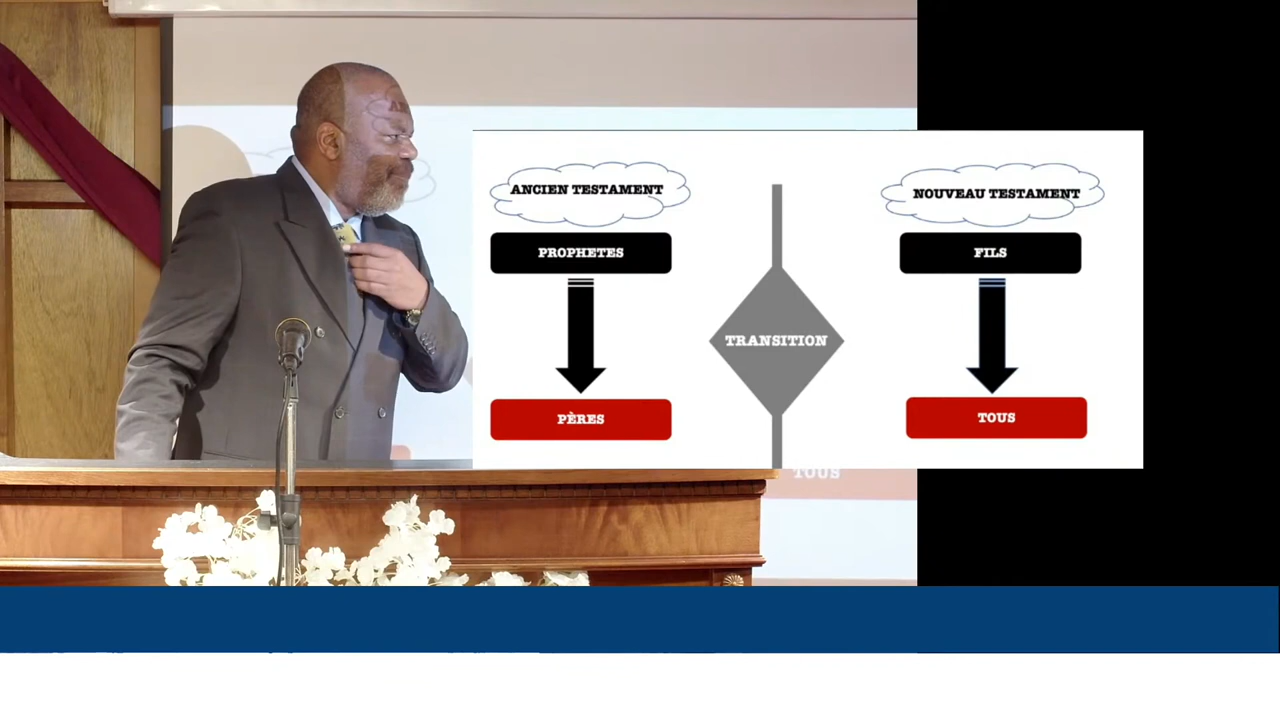 ANCIEN TESTAMENT
PROPHETES
PÈRES
TRANSITION
NOUVEAU TESTAMENT
FILS
TOUS
TOUS